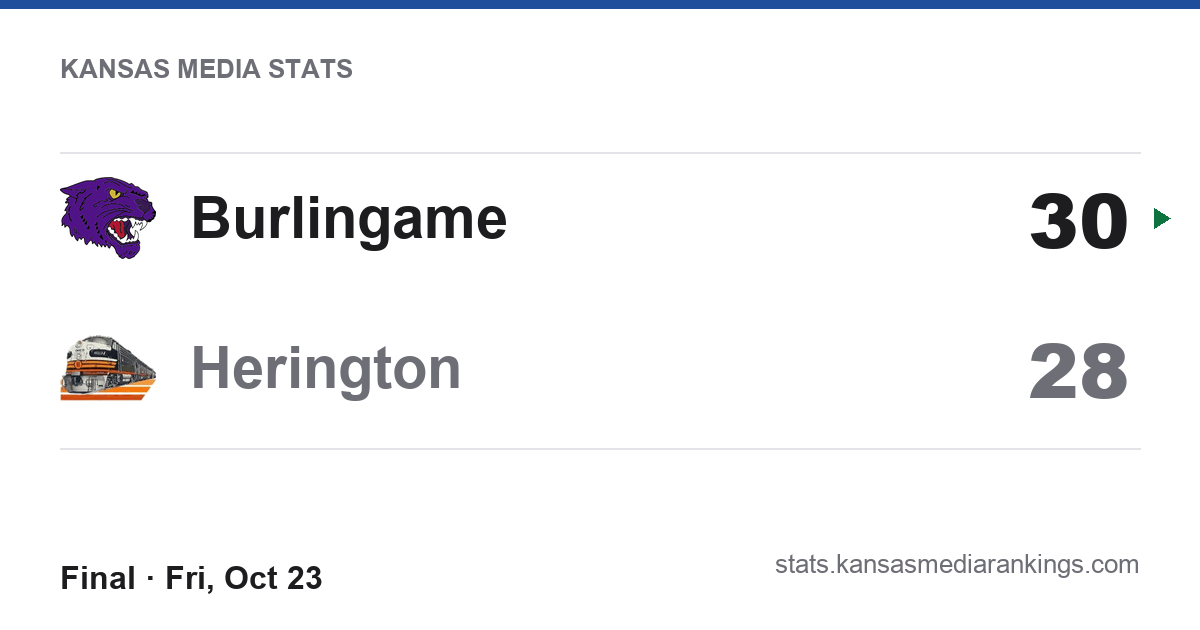 KANSAS MEDIA STATS
Burlingame 30
Herington 28
Final · Fri, Oct 23
stats.kansasmediarankings.com